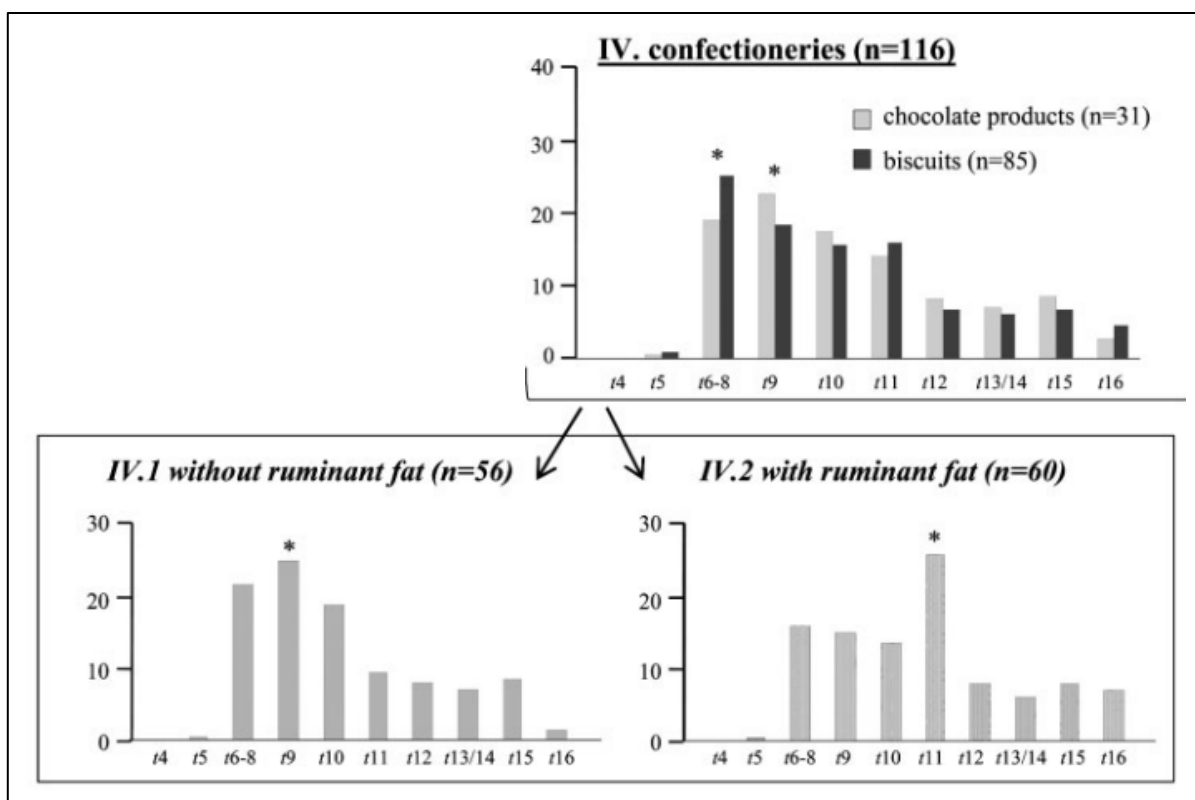 IV. confectioneries (n=116)
40
30
20
10
0
chocolate products (n=31)
biscuits (n=85)
* *
t4 t5 t6-8 t9 t10 t11 t12 t13/14 t15 t16
IV.1 without ruminant fat (n=56)
30
20
10
0
*
t4 t5 t6-8 t9 t10 t11 t12 t13/14 t15 t16
IV.2 with ruminant fat (n=60)
30
20
10
0
*
t4 t5 t6-8 t9 t10 t11 t12 t13/14 t15 t16